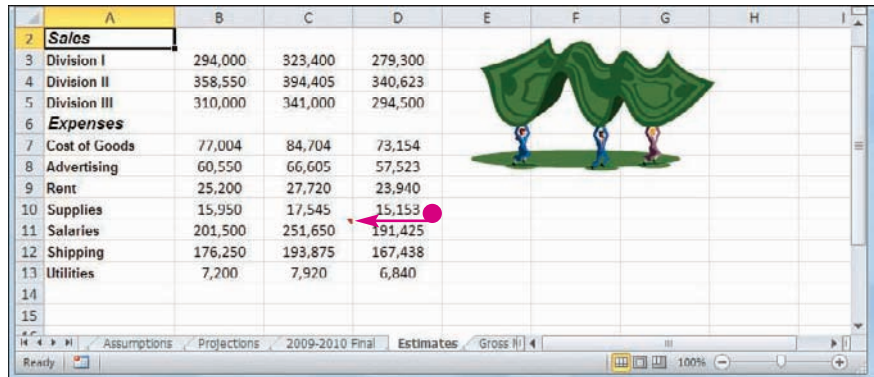 A B C D E F G H I
2 Sales
3 Division I 294,000 323,400 279,300
4 Division II 358,550 394,405 340,623
5 Division III 310,000 341,000 294,500
6 Expenses
7 Cost of Goods 77,004 84,704 73,154
8 Advertising 60,550 66,605 57,523
9 Rent 25,200 27,720 23,940
10 Supplies 15,950 17,545 15,153
11 Salaries 201,500 251,650 191,425
12 Shipping 176,250 193,875 167,438
13 Utilities 7,200 7,920 6,840
14
15
Assumptions Projections 2009-2010 Final Estimates Gross
Ready 100%